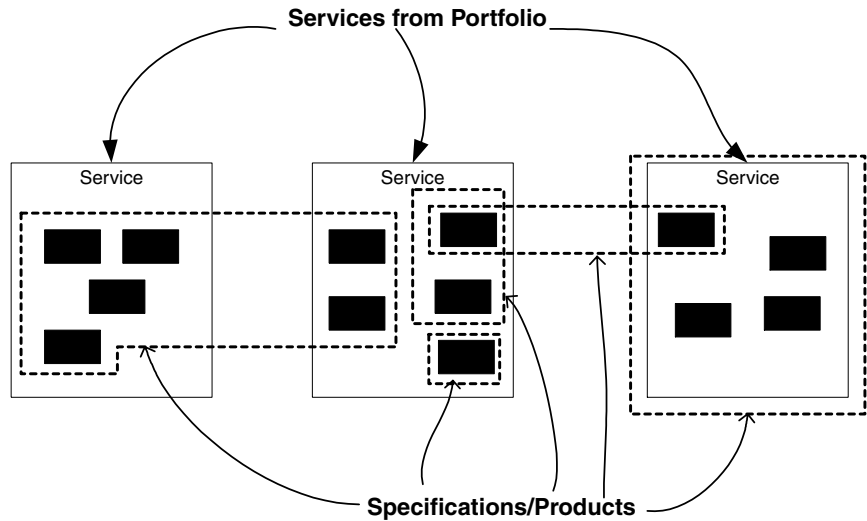 Services from Portfolio
Service
Service
Service
Specifications/Products